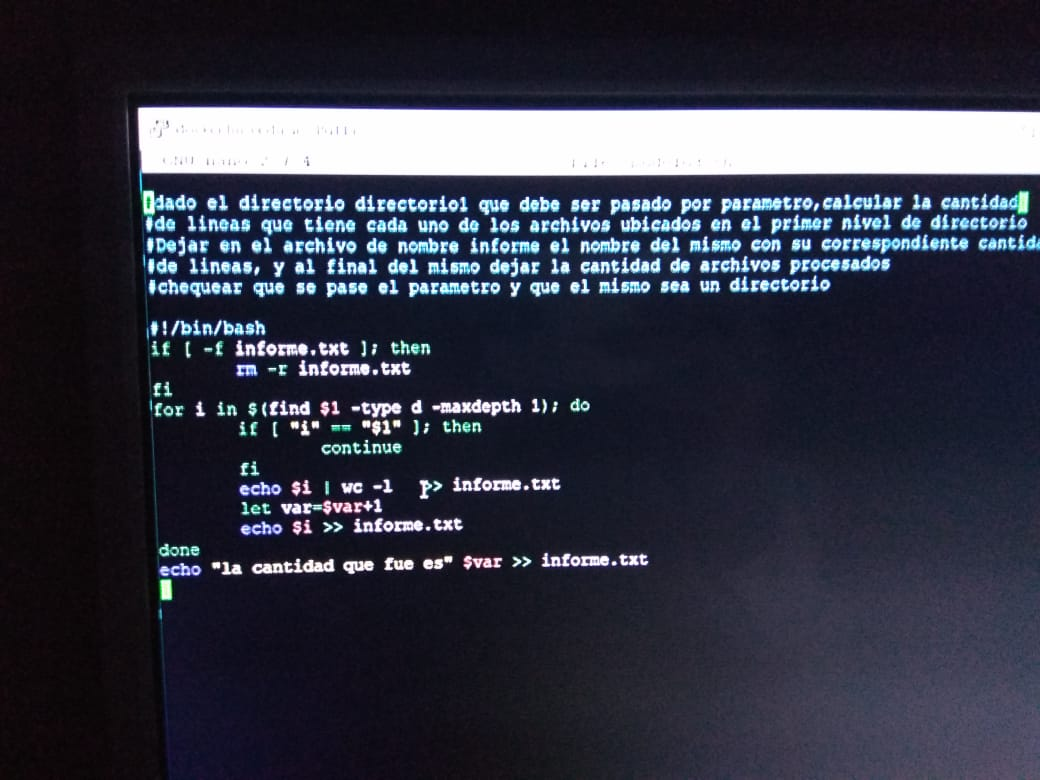 #dado el directorio directorio1 que debe ser pasado por parametro,calcular la cantidad
#de lineas que tiene cada uno de los archivos ubicados en el primer nivel de directorio
#Dejar en el archivo de nombre informe el nombre del mismo con su correspondiente cantid
#de lineas, y al final del mismo dejar la cantidad de archivos procesados
#chequear que se pase el parametro y que el mismo sea un directorio
#!/bin/bash
if [ -f informe.txt ]; then
rm -r informe.txt
fi
for i in $(find $1 -type d -maxdepth 1); do
if [ "i" == "$1" ]; then
continue
fi
echo $i | wc -l >> informe.txt
let var=$var+1
echo $i >> informe.txt
done
echo "la cantidad que fue es" $var >> informe.txt